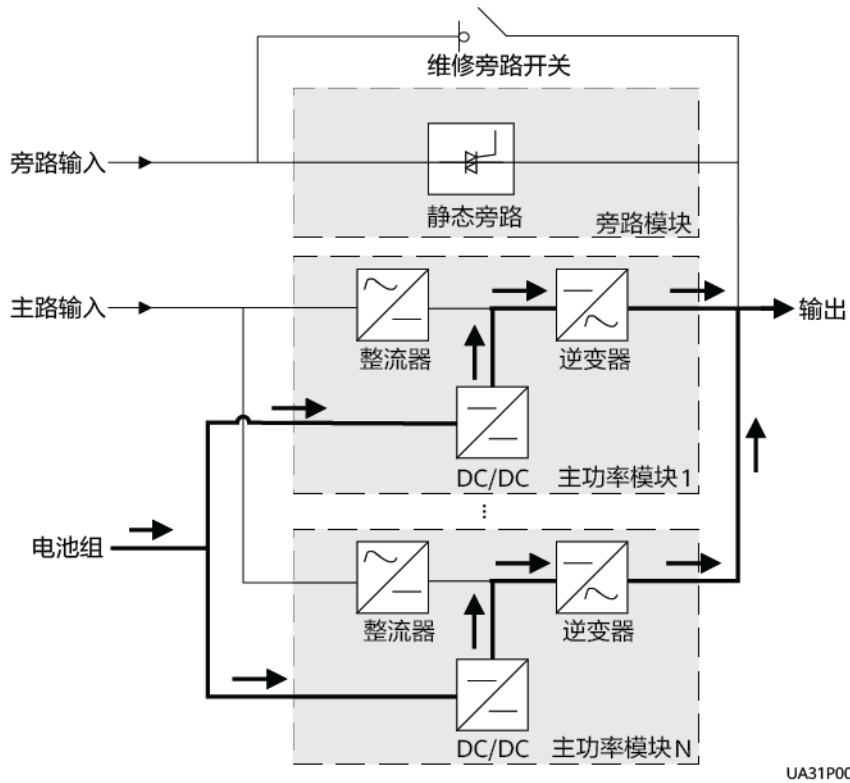 维修旁路开关
旁路输入
静态旁路
旁路模块
主路输入
输出
整流器
逆变器
DC/DC
主功率模块1
...
电池组
整流器
逆变器
DC/DC
主功率模块N
UA31P00